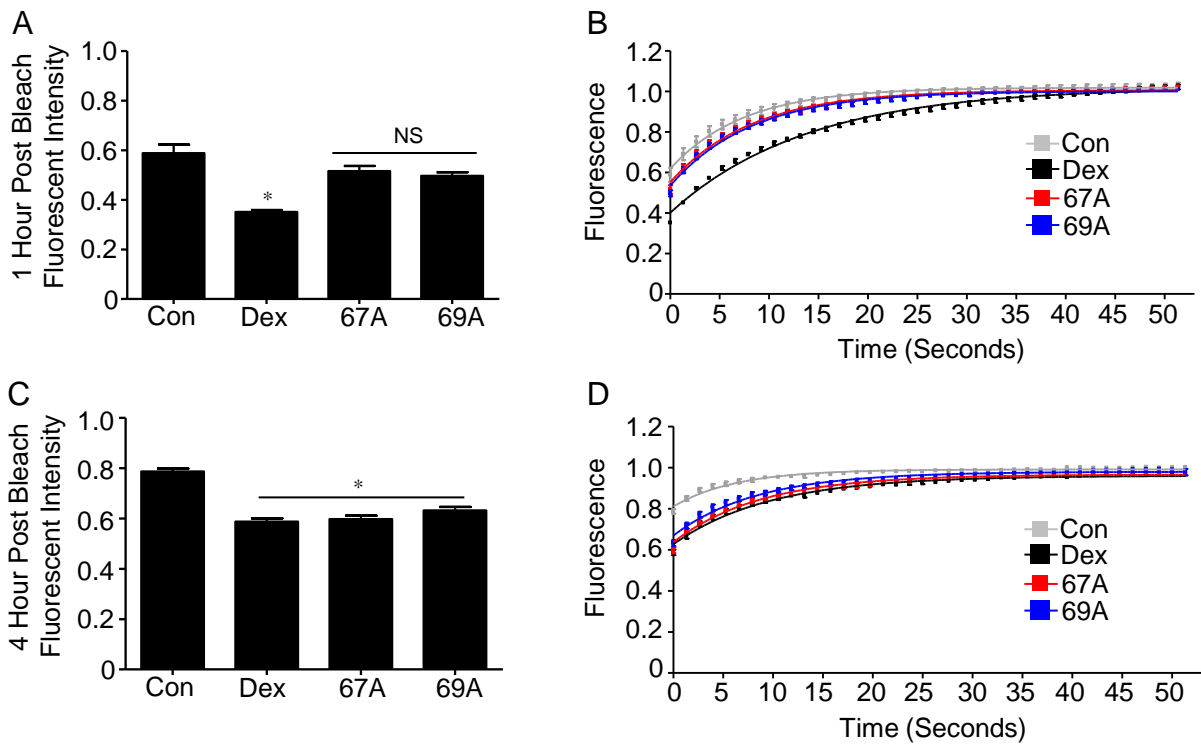 A
1 Hour Post Bleach
Fluorescent Intensity
1.0
0.8
0.6
0.4
0.2
0
*
NS
Con Dex 67A 69A
B
Fluorescence
1.2
1.0
0.8
0.6
0.4
0.2
0
Con
Dex
67A
69A
0 5 10 15 20 25 30 35 40 45 50
Time (Seconds)
C
4 Hour Post Bleach
Fluorescent Intensity
1.0
0.8
0.6
0.4
0.2
0
*
Con Dex 67A 69A
D
Fluorescence
1.2
1.0
0.8
0.6
0.4
0.2
0
Con
Dex
67A
69A
0 5 10 15 20 25 30 35 40 45 50
Time (Seconds)